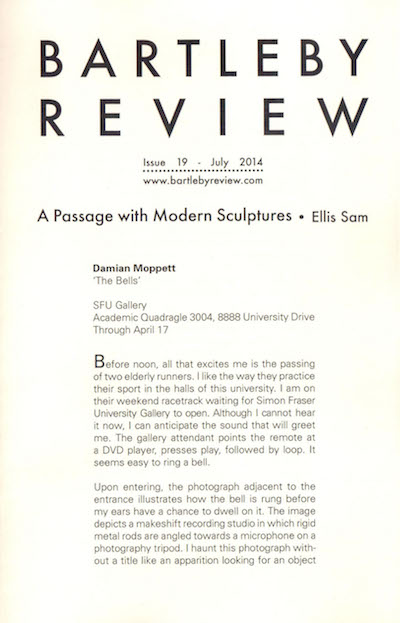 BARTLEBY
REVIEW
Issue 19 - July 2014
www.bartlebyreview.com
A Passage with Modern Sculptures • Ellis Sam
Damian Moppett
'The Bells'
SFU Gallery
Academic Quadragle 3004, 8888 University Drive
Through April 17
Before noon, all that excites me is the passing
of two elderly runners. I like the way they practice
their sport in the halls of this university. I am on
their weekend racetrack waiting for Simon Fraser
University Gallery to open. Although I cannot hear
it now, I can anticipate the sound that will greet
me. The gallery attendant points the remote at
a DVD player, presses play, followed by loop. It
seems easy to ring a bell.
Upon entering, the photograph adjacent to the
entrance illustrates how the bell is rung before
my ears have a chance to dwell on it. The image
depicts a makeshift recording studio in which rigid
metal rods are angled towards a microphone on a
photography tripod. I haunt this photograph with-
out a title like an apparition looking for an object